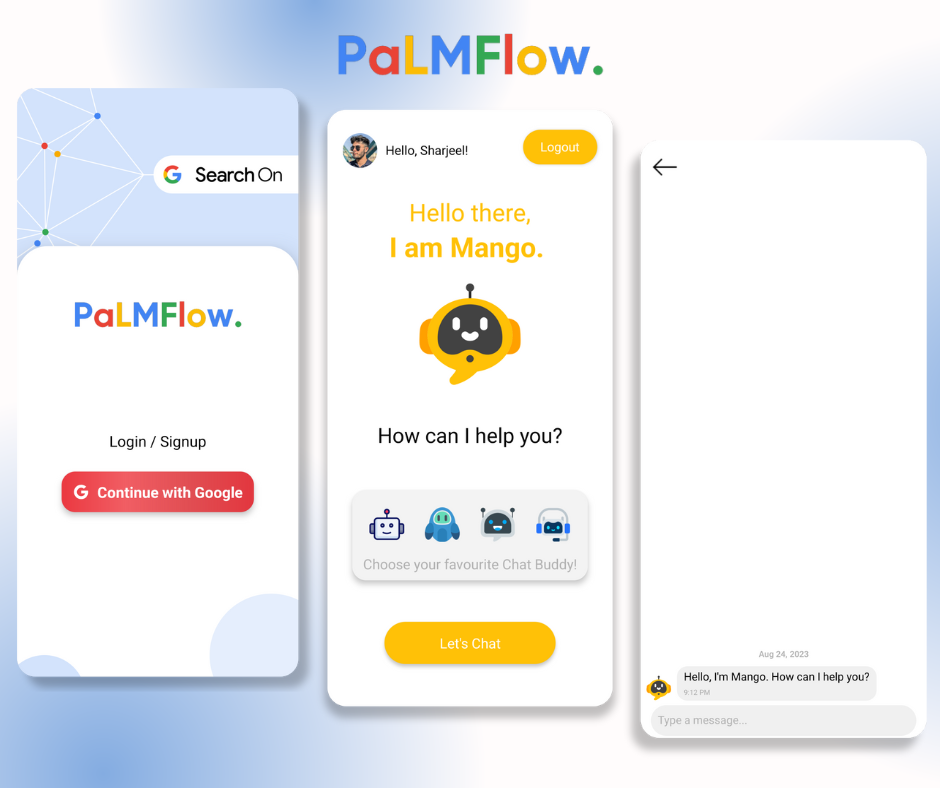 PaLMFlow.
Search On
PaLMFlow.
Login / Signup
G Continue with Google
Hello, Sharjeel!
Logout
Hello there,
I am Mango.
How can I help you?
Choose your favourite Chat Buddy!
Let's Chat
Aug 24, 2023
Hello, I'm Mango. How can I help you?
9:12 PM
Type a message...